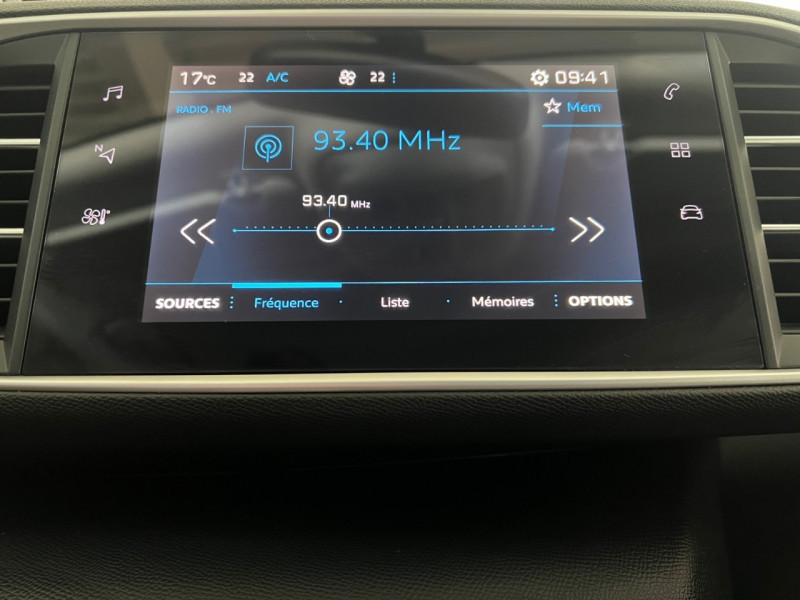 17°C 22 A/C 22 09:41
RADIO . FM
Mem
93.40 MHz
93.40 MHz
N
SOURCES Fréquence Liste Mémoires OPTIONS